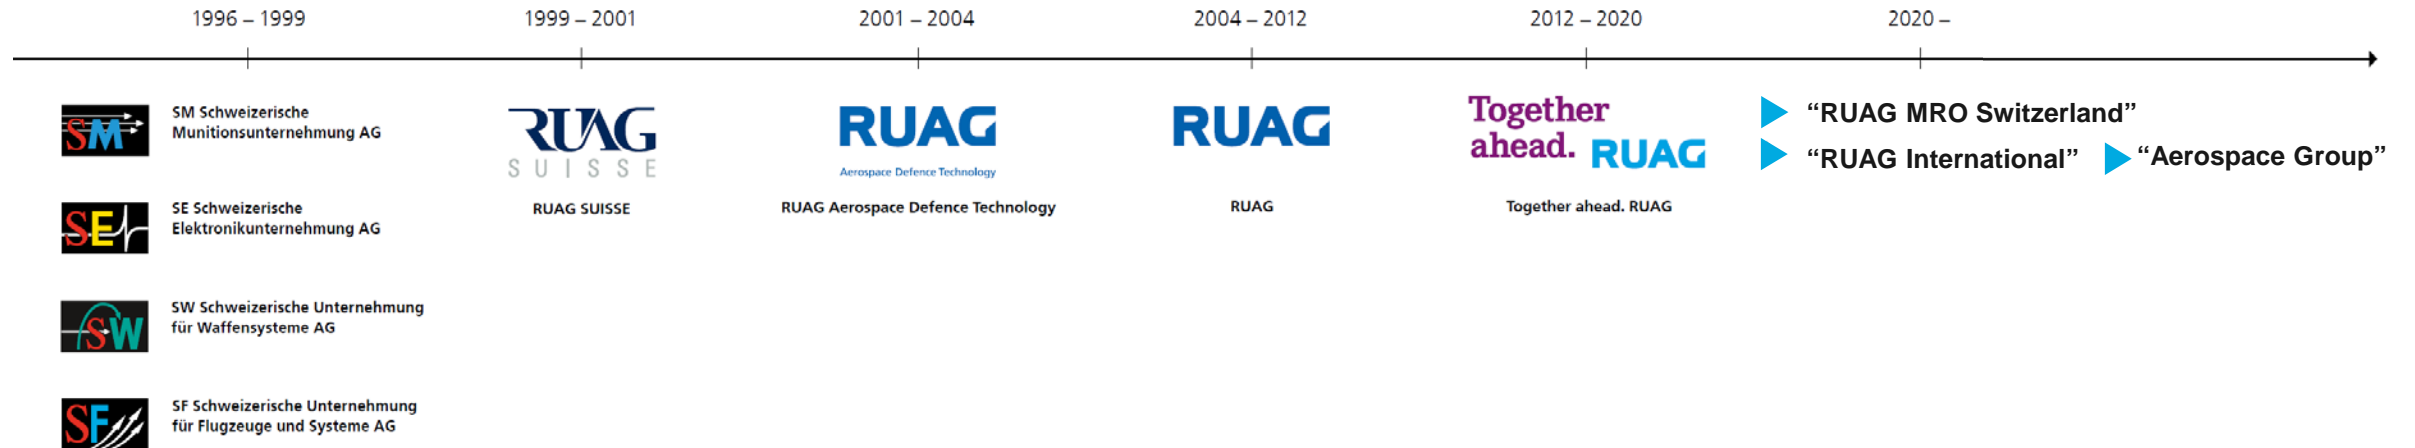 1996 – 1999
1999 – 2001
2001 – 2004
2004 – 2012
2012 – 2020
2020 –
SM
SM Schweizerische
Munitionsunternehmung AG
SE
SE Schweizerische
Elektronikunternehmung AG
SW
SW Schweizerische Unternehmung
für Waffensysteme AG
SF
SF Schweizerische Unternehmung
für Flugzeuge und Systeme AG
RUAG
SUISSE
RUAG SUISSE
RUAG
Aerospace Defence Technology
RUAG Aerospace Defence Technology
RUAG
RUAG
Together
ahead. RUAG
Together ahead. RUAG
“RUAG MRO Switzerland”
“RUAG International”
“Aerospace Group”